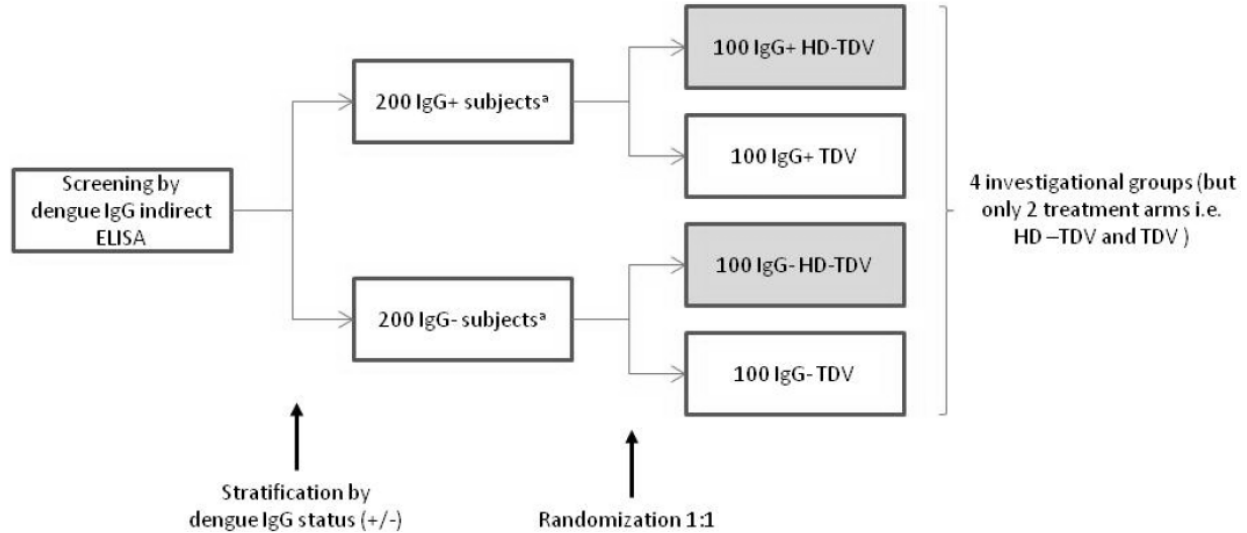 Screening by
dengue IgG indirect
ELISA
200 IgG+ subjectsᵃ
200 IgG- subjectsᵃ
100 IgG+ HD-TDV
100 IgG+ TDV
100 IgG- HD-TDV
100 IgG- TDV
4 investigational groups (but
only 2 treatment arms i.e.
HD –TDV and TDV )
Stratification by
dengue IgG status (+/-)
Randomization 1:1